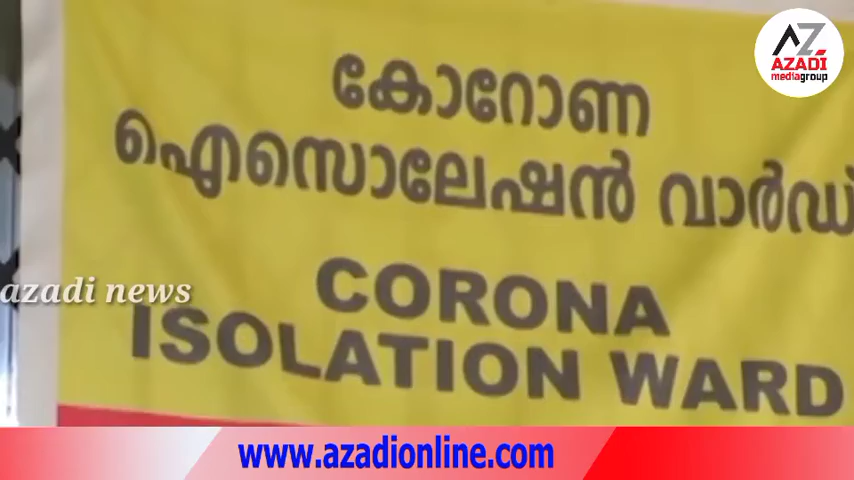 AZ
AZADI
mediagroup
കോറോണ
ഐസൊലേഷൻ വാർഡ്
azadi news
CORONA
ISOLATION WARD
www.azadionline.com